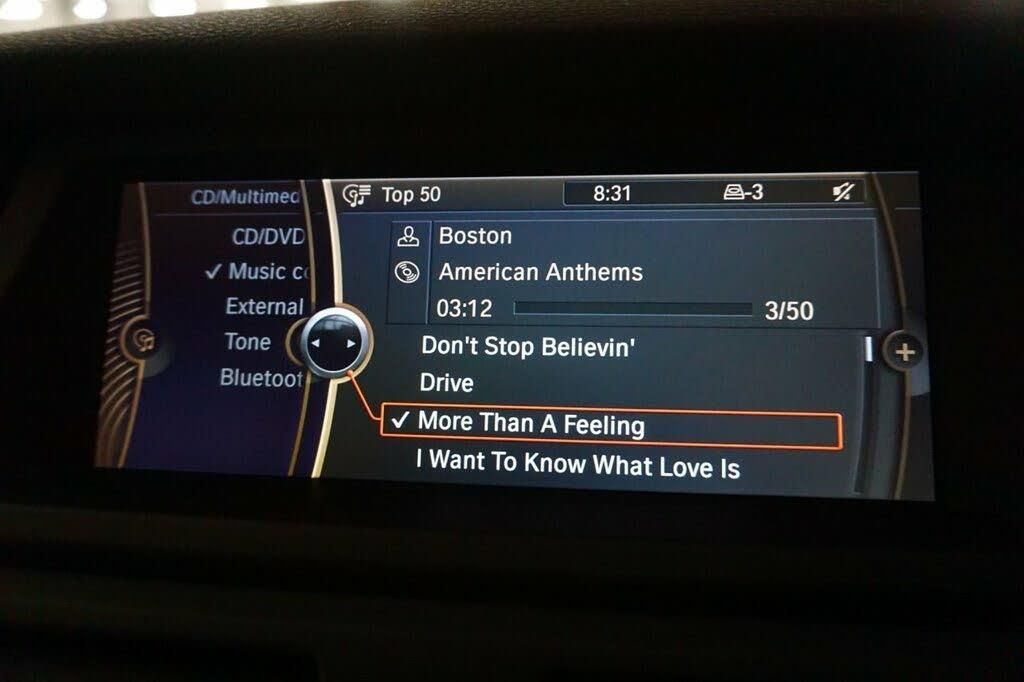 CD/Multimed
CD/DVD
✓ Music c
External
Tone
Bluetoot
Top 50
8:31
-3
Boston
American Anthems
03:12
3/50
Don't Stop Believin'
Drive
✓ More Than A Feeling
I Want To Know What Love Is